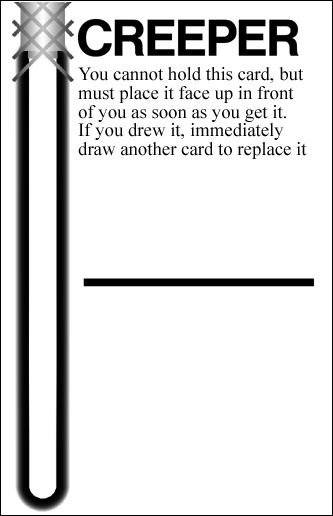 CREEPER
You cannot hold this card, but
must place it face up in front
of you as soon as you get it.
If you drew it, immediately
draw another card to replace it